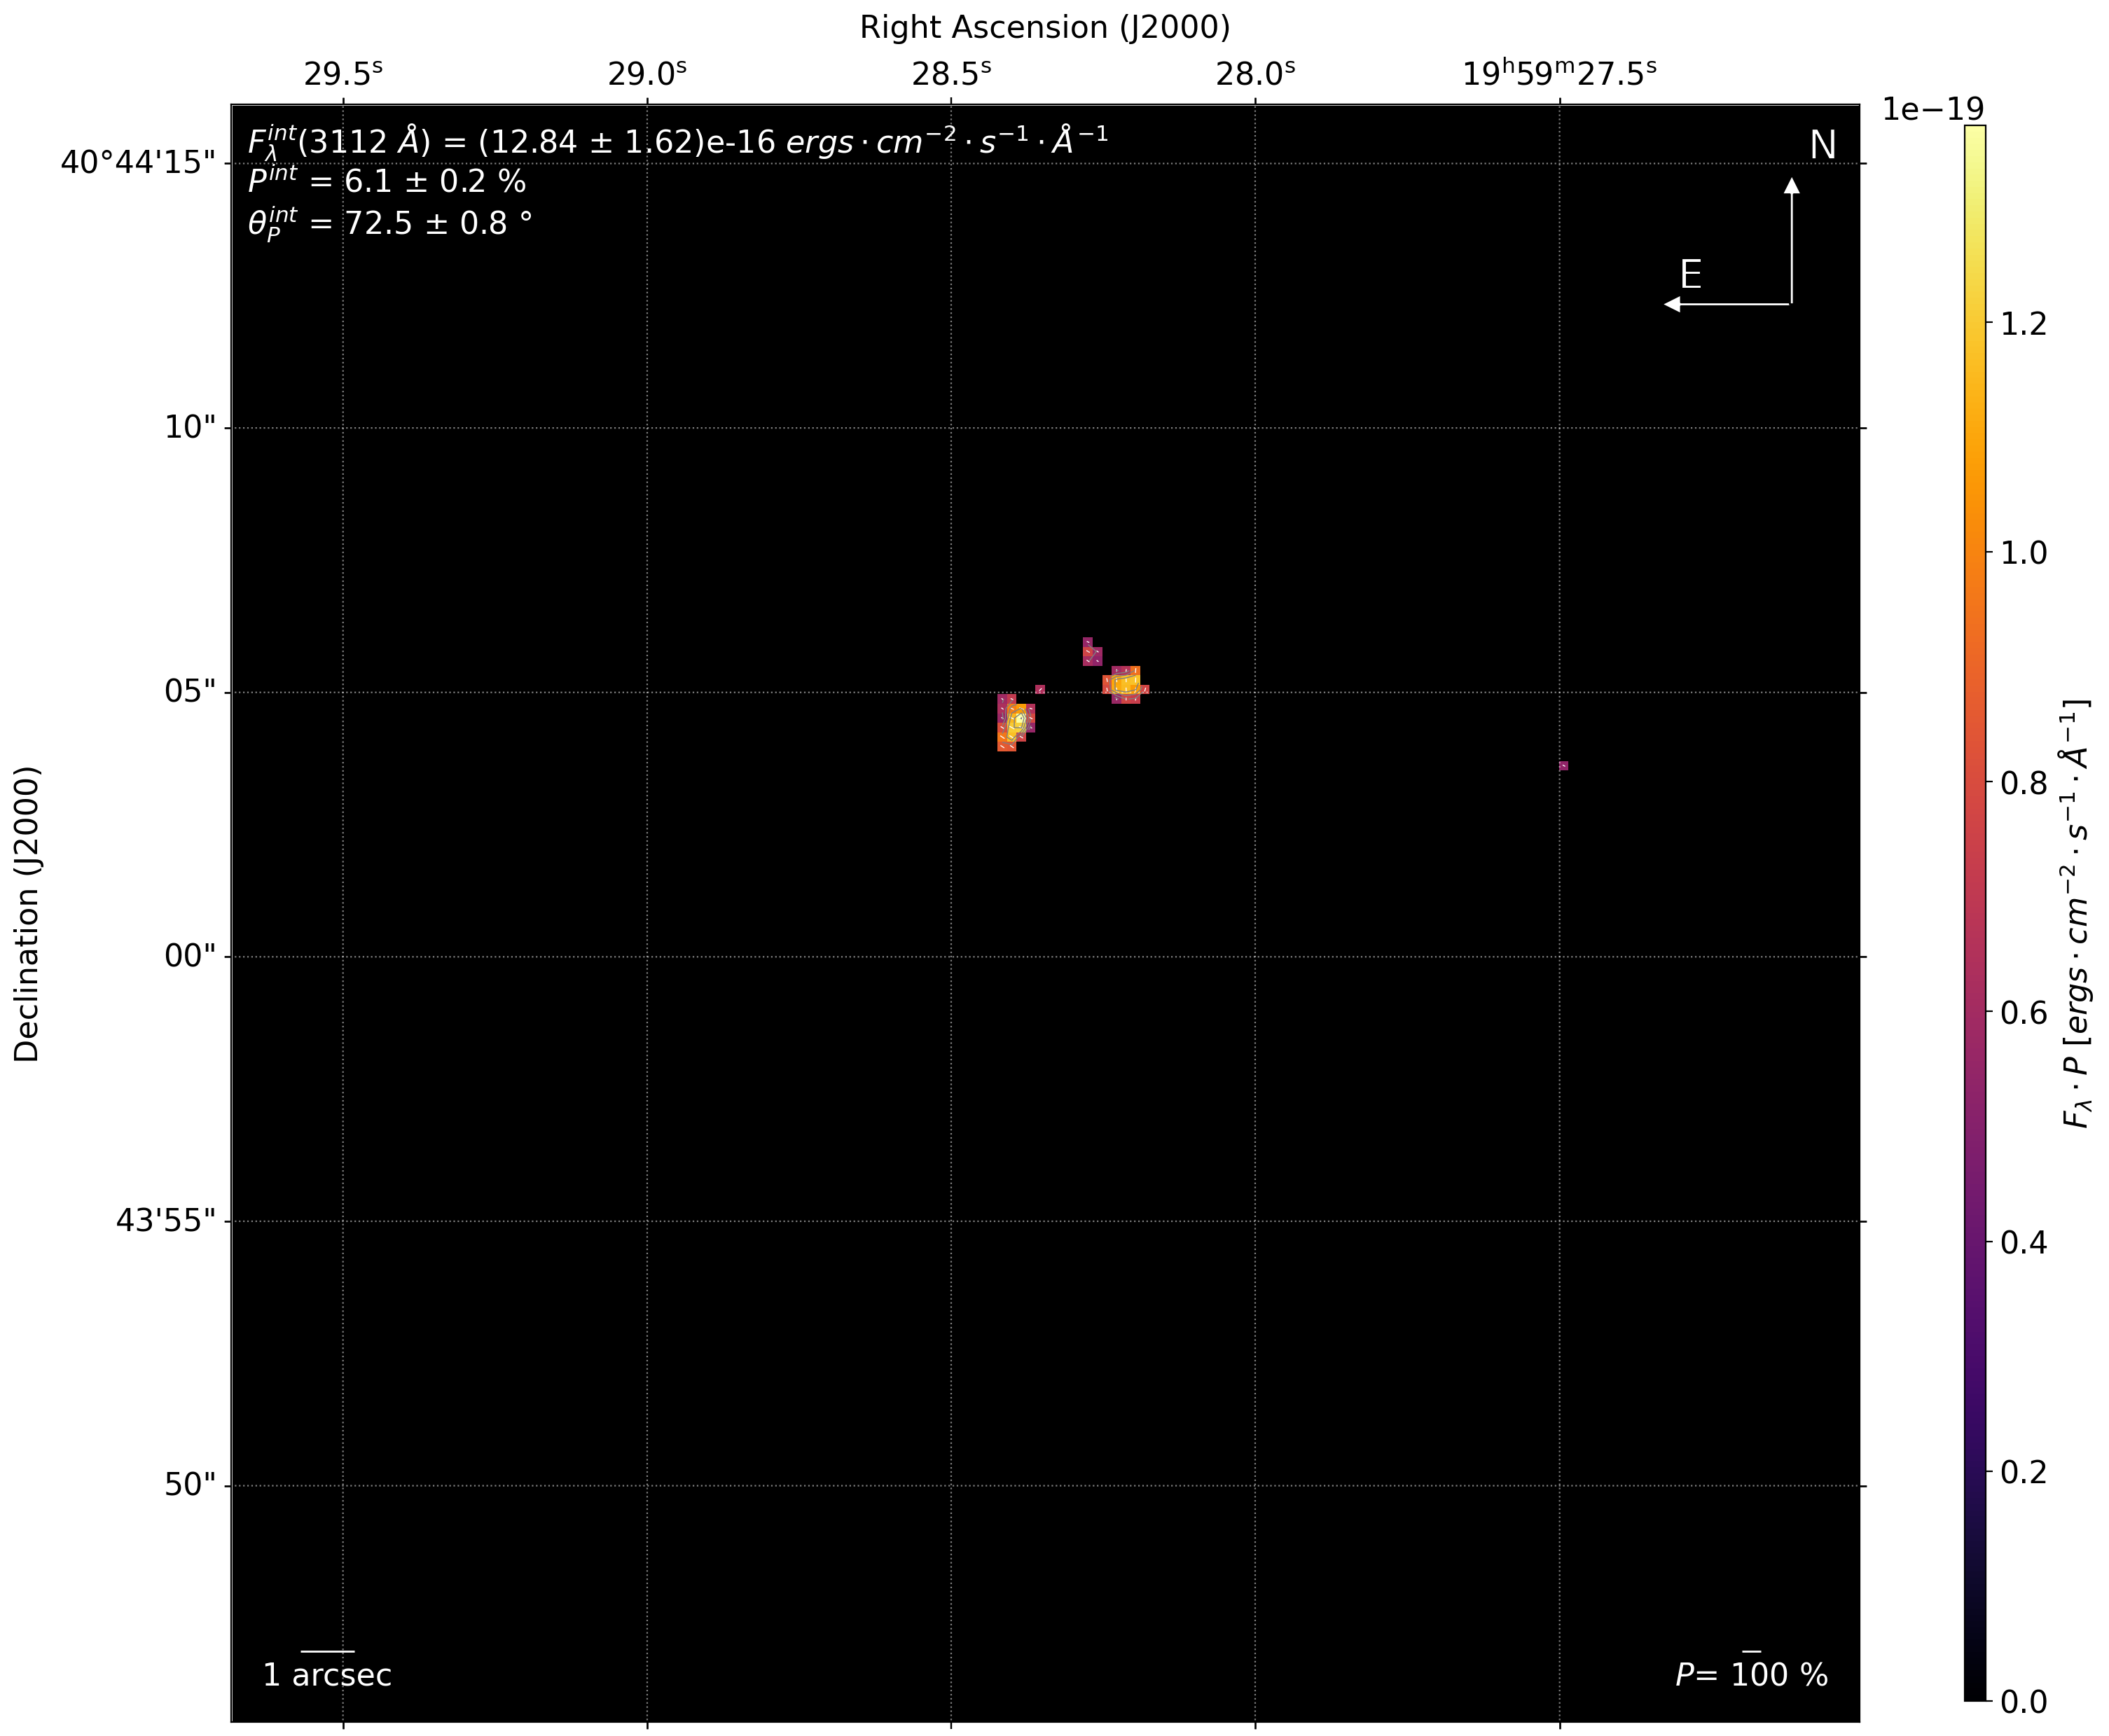 Right Ascension (J2000)
29.5ˢ 29.0ˢ 28.5ˢ 28.0ˢ 19ʰ59ᵐ27.5ˢ
1e−19
F_λ^int(3112 Å) = (12.84 ± 1.62)e-16 ergs · cm⁻² · s⁻¹ · Å⁻¹
P^int = 6.1 ± 0.2 %
θ_P^int = 72.5 ± 0.8 °
N
E
40°44'15"
10"
05"
00"
43'55"
50"
Declination (J2000)
1 arcsec
P= 100 %
1.2
1.0
0.8
0.6
0.4
0.2
0.0
F_λ · P [ergs · cm⁻² · s⁻¹ · Å⁻¹]